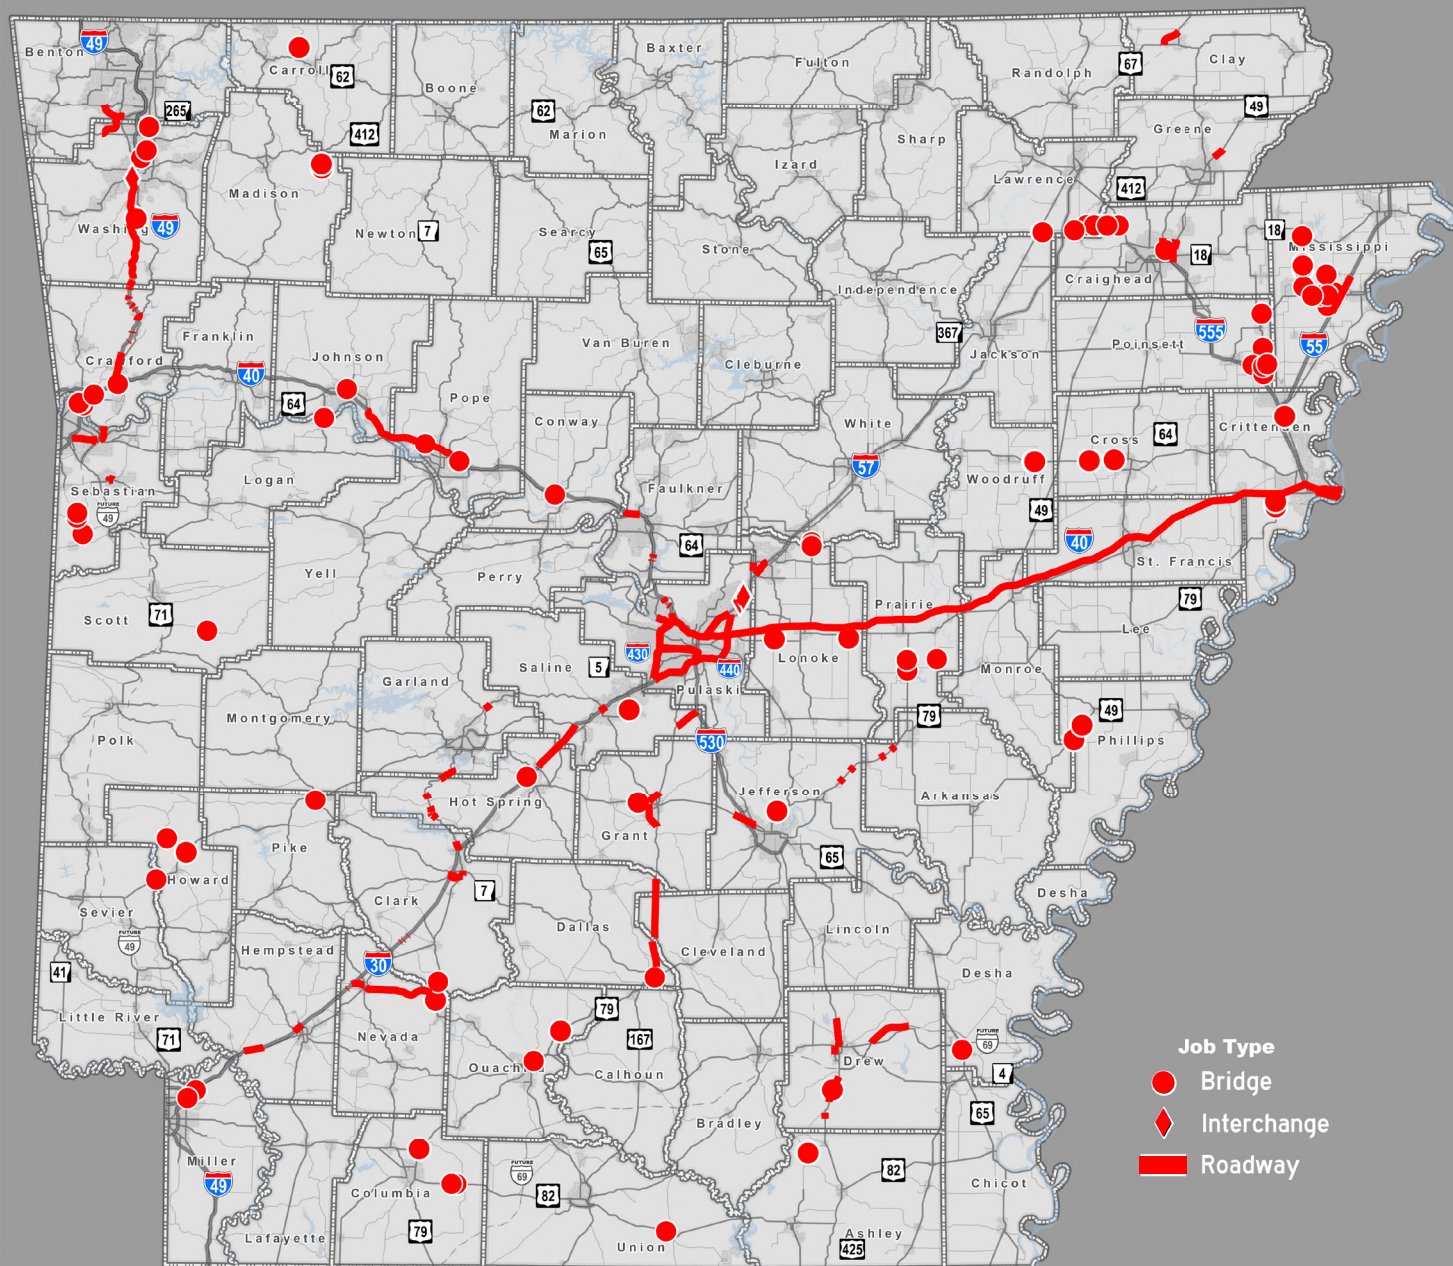 Benton
49
Carroll
62
Boone
Baxter
Fulton
Randolph
67
Clay
265
62
412
Marion
Sharp
Greene
49
Izard
Lawrence
412
Madison
Washing
49
Newton
7
Searcy
65
Stone
18
Mississippi
18
Craighead
Independence
367
Jackson
555
Poinsett
55
Franklin
Crawford
Johnson
40
64
Van Buren
Cleburne
Pope
Conway
White
57
Cross
64
Crittenden
Woodruff
49
Logan
Faulkner
Sebastian
FUTURE
49
64
40
St. Francis
Yell
Perry
Prairie
79
Lee
Scott
71
430
440
Lonoke
Saline
5
Monroe
Garland
Pulaski
79
49
Phillips
Montgomery
Polk
530
Jefferson
Arkansas
Hot Spring
Grant
65
Pike
Howard
7
Desha
Clark
Sevier
FUTURE
49
Dallas
Lincoln
Hempstead
Cleveland
30
41
Desha
Little River
71
79
167
Nevada
FUTURE
69
Drew
Ouach
Calhoun
4
65
Bradley
Miller
49
FUTURE
69
82
82
Chicot
Columbia
79
Lafayette
Union
Ashley
425
Job Type
Bridge
Interchange
Roadway